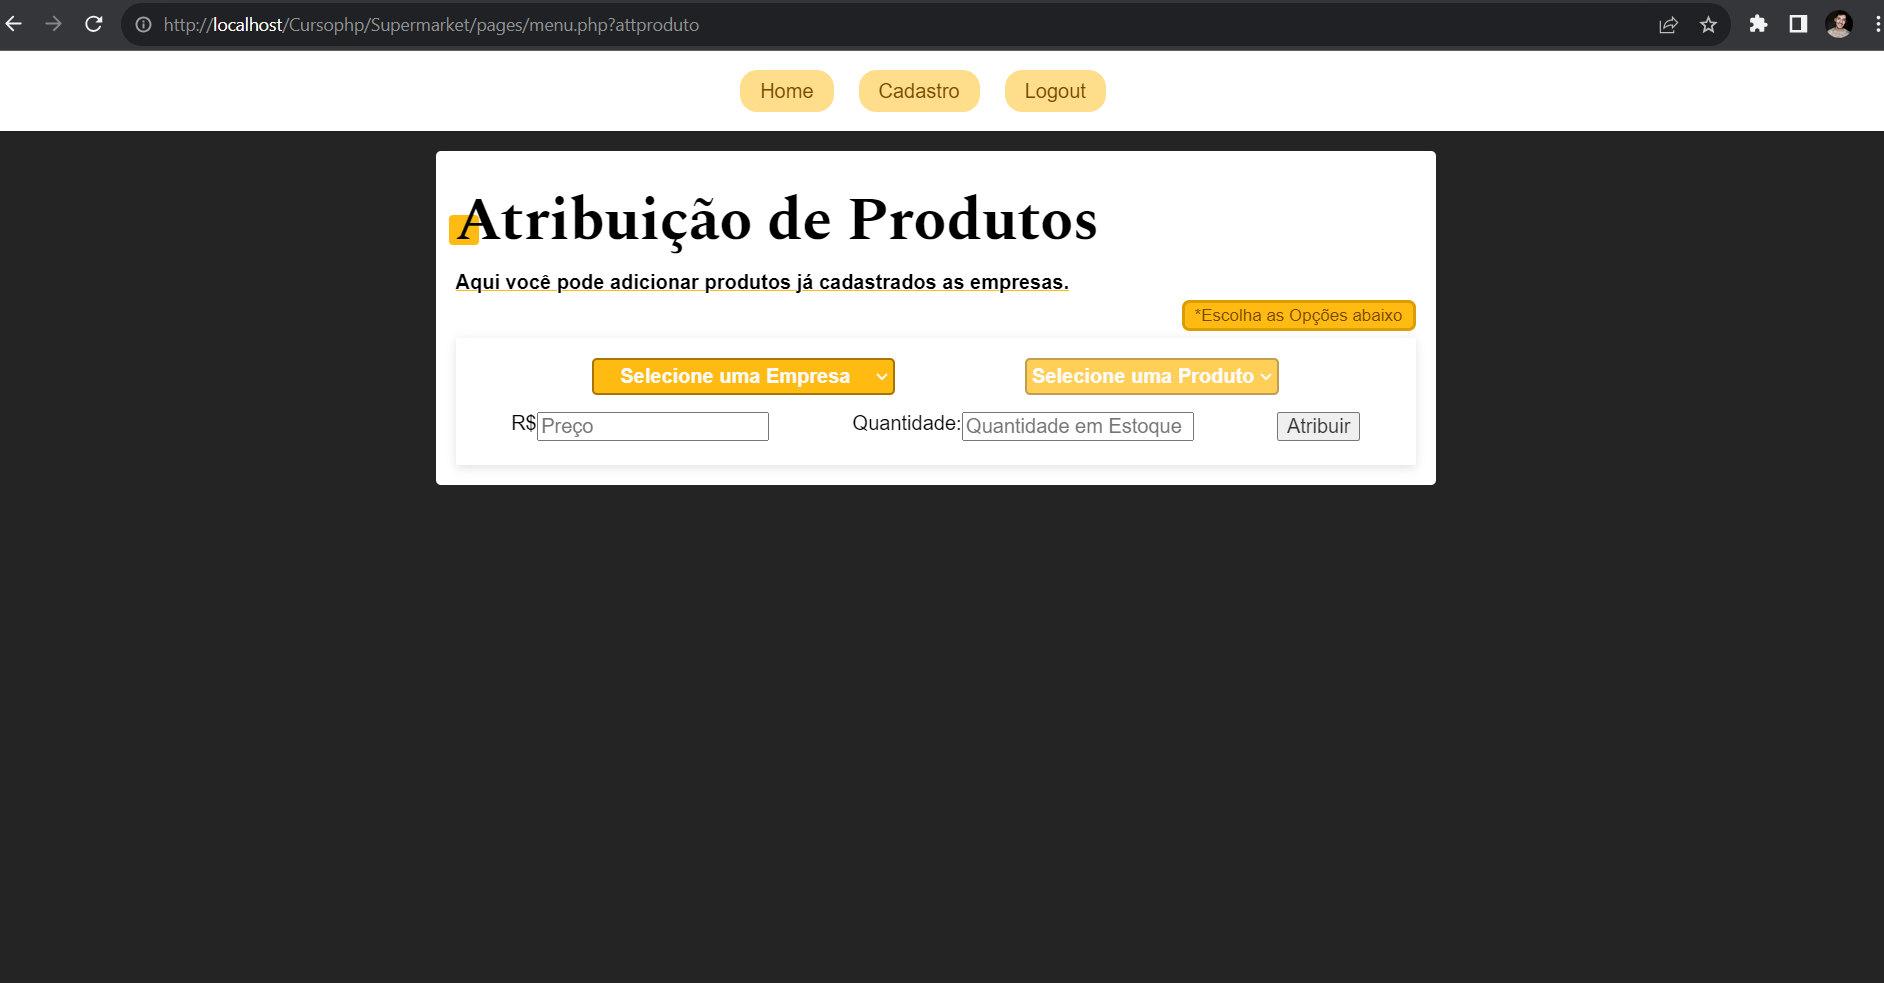 http://localhost/Cursophp/Supermarket/pages/menu.php?attproduto
Home Cadastro Logout
Atribuição de Produtos
Aqui você pode adicionar produtos já cadastrados as empresas.
*Escolha as Opções abaixo
Selecione uma Empresa Selecione uma Produto
R$ Preço Quantidade: Quantidade em Estoque Atribuir